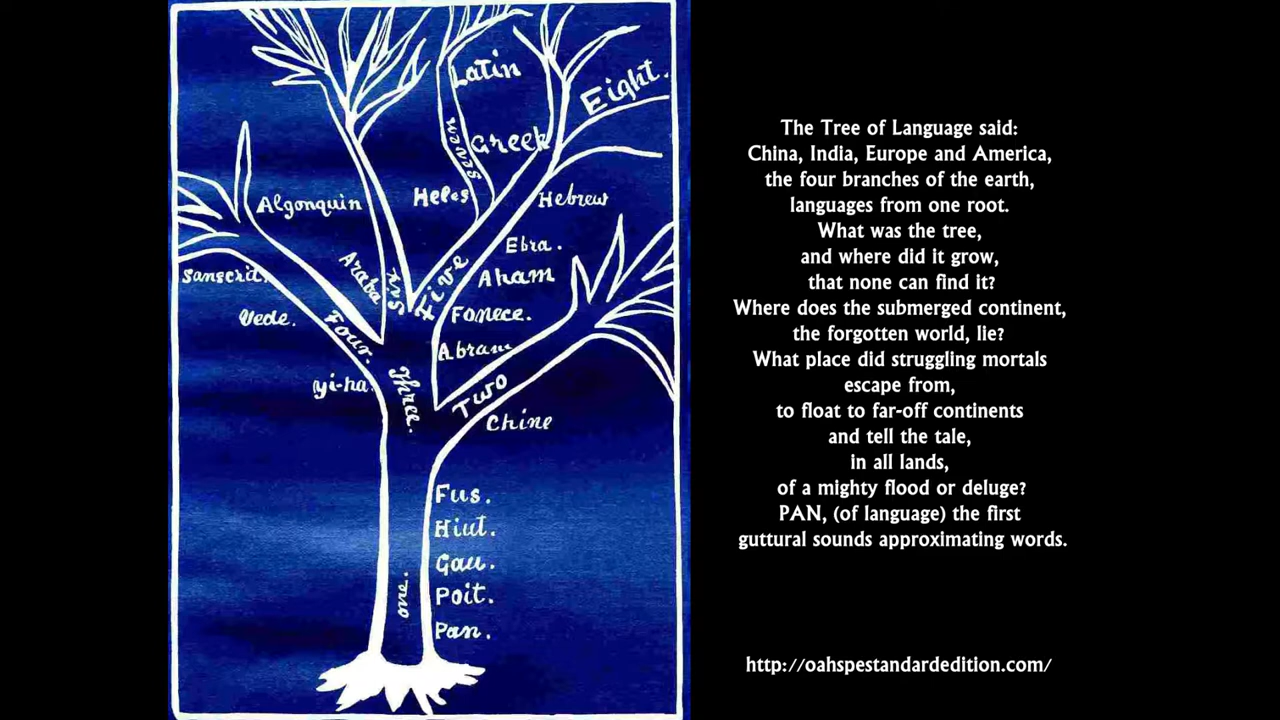 Latin
Eight.
seven
Greek
Heles
Hebrew
Algonquin
Ebra.
Araba
Six
Five
Aham
Sanscrit.
Vede.
Four.
Fonece.
Abram
yi-ha.
Three.
Two
Chine
Fus.
Hiut.
Gau.
one.
Poit.
Pan.
The Tree of Language said:
China, India, Europe and America,
the four branches of the earth,
languages from one root.
What was the tree,
and where did it grow,
that none can find it?
Where does the submerged continent,
the forgotten world, lie?
What place did struggling mortals
escape from,
to float to far-off continents
and tell the tale,
in all lands,
of a mighty flood or deluge?
PAN, (of language) the first
guttural sounds approximating words.
http://oahspestandardedition.com/